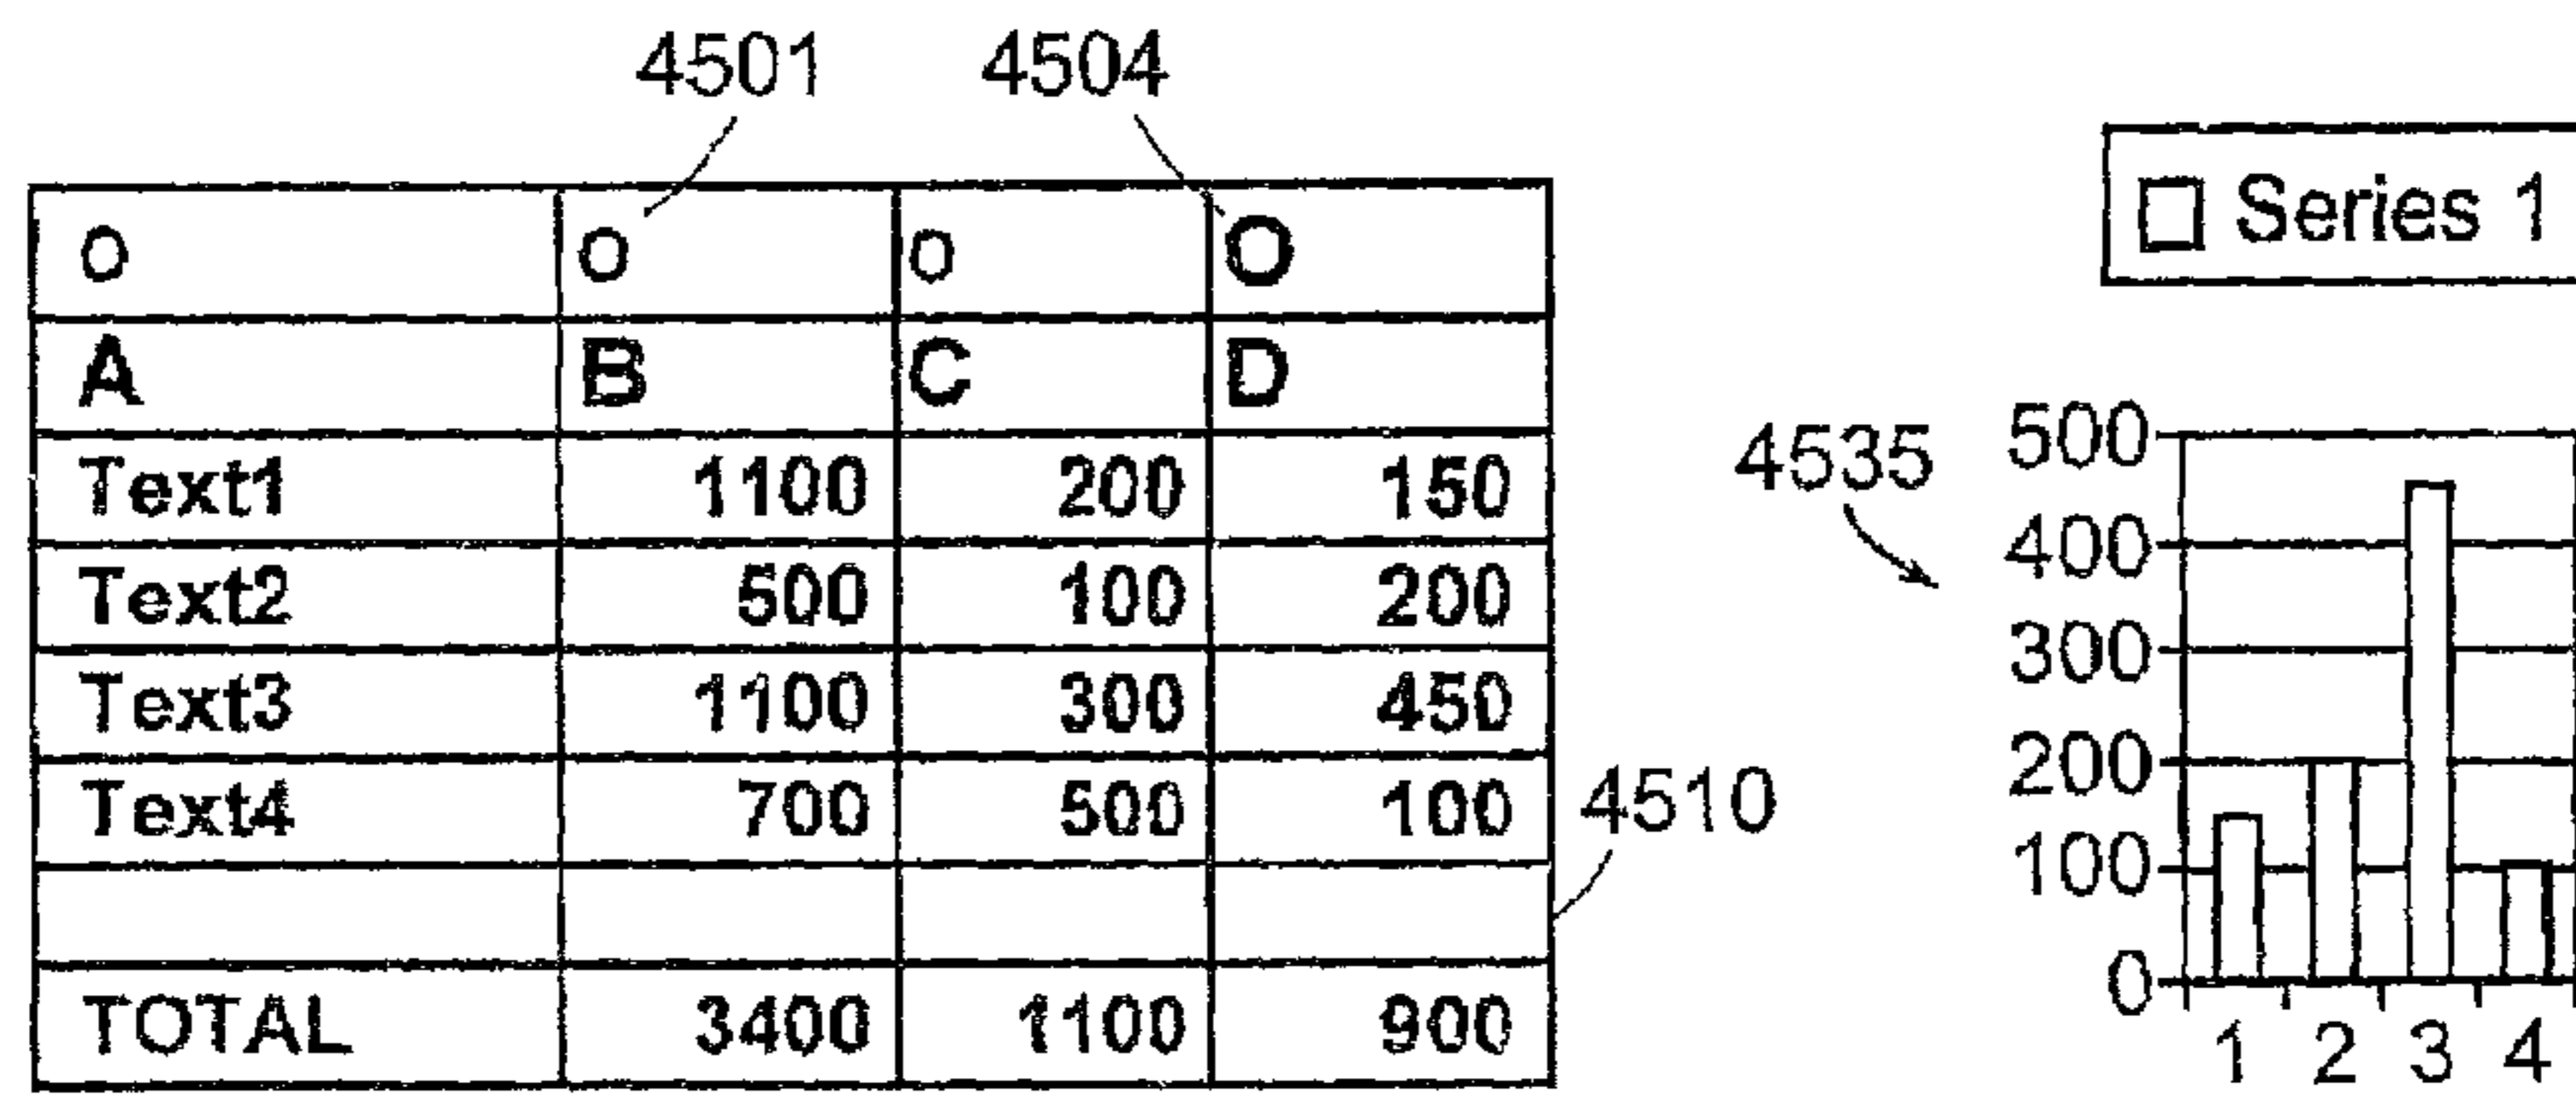 4501 4504
O O O O
A B C D
Text1 1100 200 150
Text2 500 100 200
Text3 1100 300 450
Text4 700 500 100
TOTAL 3400 1100 900
4510
Series 1
4535
500
400
300
200
100
0
1 2 3 4